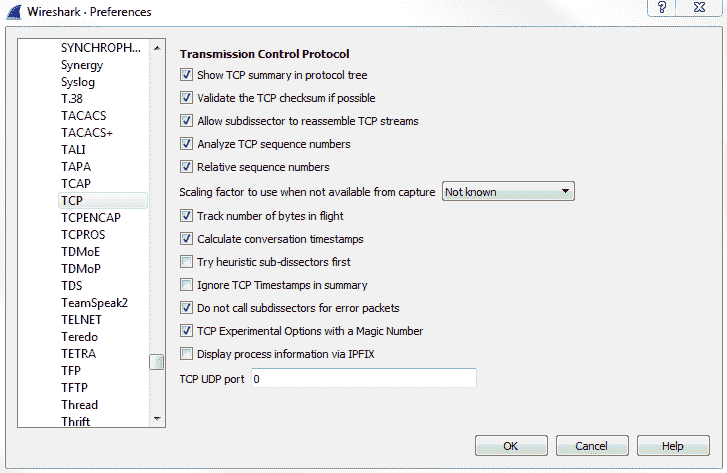 Wireshark · Preferences
SYNCHROPH...
Synergy
Syslog
T.38
TACACS
TACACS+
TALI
TAPA
TCAP
TCP
TCPENCAP
TCPROS
TDMoE
TDMoP
TDS
TeamSpeak2
TELNET
Teredo
TETRA
TFP
TFTP
Thread
Thrift
Transmission Control Protocol
Show TCP summary in protocol tree
Validate the TCP checksum if possible
Allow subdissector to reassemble TCP streams
Analyze TCP sequence numbers
Relative sequence numbers
Scaling factor to use when not available from capture Not known
Track number of bytes in flight
Calculate conversation timestamps
Try heuristic sub-dissectors first
Ignore TCP Timestamps in summary
Do not call subdissectors for error packets
TCP Experimental Options with a Magic Number
Display process information via IPFIX
TCP UDP port 0
OK Cancel Help